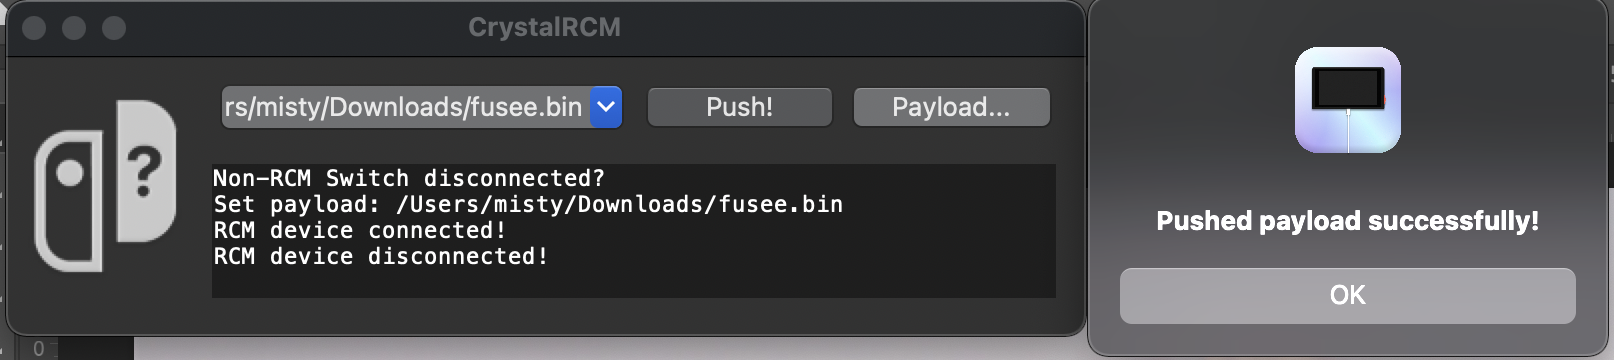 CrystalRCM
rs/misty/Downloads/fusee.bin
Push!
Payload...
?
Non-RCM Switch disconnected?
Set payload: /Users/misty/Downloads/fusee.bin
RCM device connected!
RCM device disconnected!
Pushed payload successfully!
OK
0